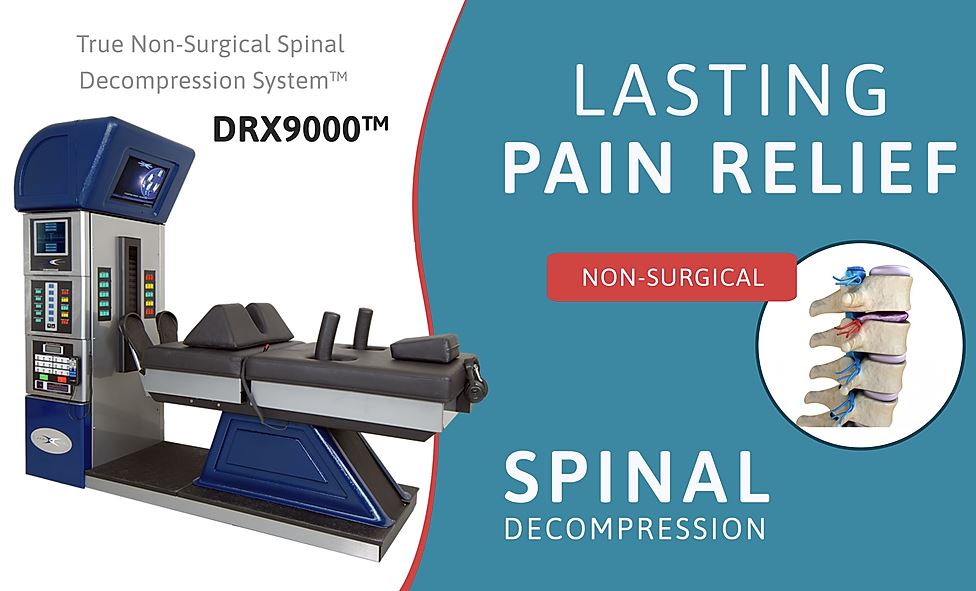 True Non-Surgical Spinal
Decompression System™
DRX9000™
LASTING
PAIN RELIEF
NON-SURGICAL
SPINAL
DECOMPRESSION